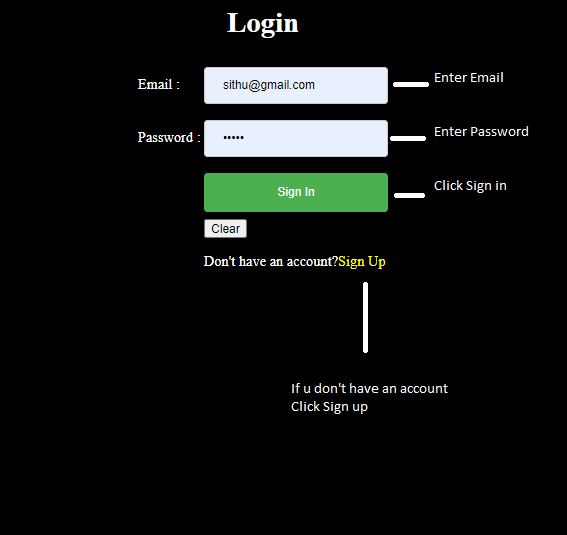 Login
Email : sithu@gmail.com Enter Email
Password : ••••• Enter Password
Sign In Click Sign in
Clear
Don't have an account?Sign Up
If u don't have an account
Click Sign up